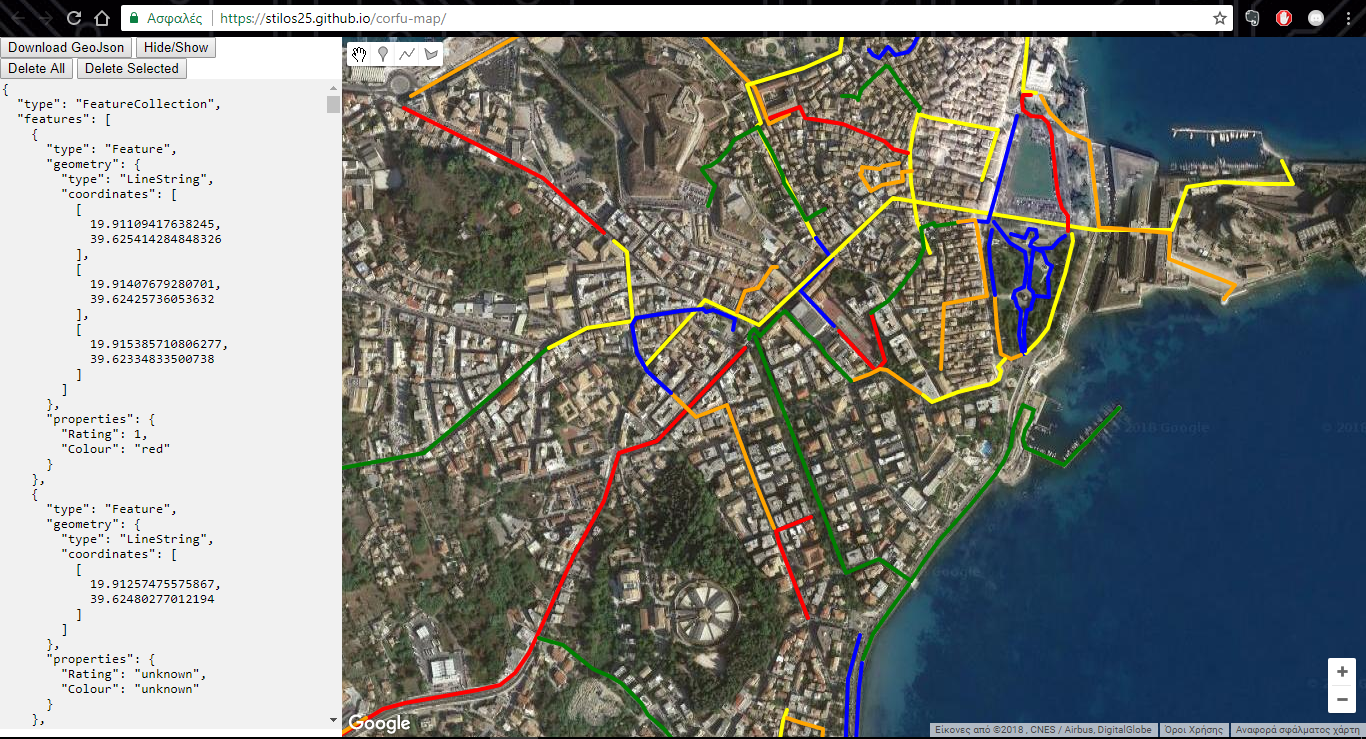 Ασφαλές
https://stilos25.github.io/corfu-map/
Download GeoJson
Hide/Show
Delete All
Delete Selected
{
"type": "FeatureCollection",
"features": [
{
"type": "Feature",
"geometry": {
"type": "LineString",
"coordinates": [
[
19.91109417638245,
39.625414284848326
],
[
19.91407679280701,
39.62425736053632
],
[
19.915385710806277,
39.62334833500738
]
]
},
"properties": {
"Rating": 1,
"Colour": "red"
}
},
{
"type": "Feature",
"geometry": {
"type": "LineString",
"coordinates": [
[
19.91257475575867,
39.62480277012194
]
]
},
"properties": {
"Rating": "unknown",
"Colour": "unknown"
}
},
2018 Google
© 2018
Google
Google
Εικόνες από ©2018 , CNES / Airbus, DigitalGlobe
Όροι Χρήσης
Αναφορά σφάλματος χάρτη